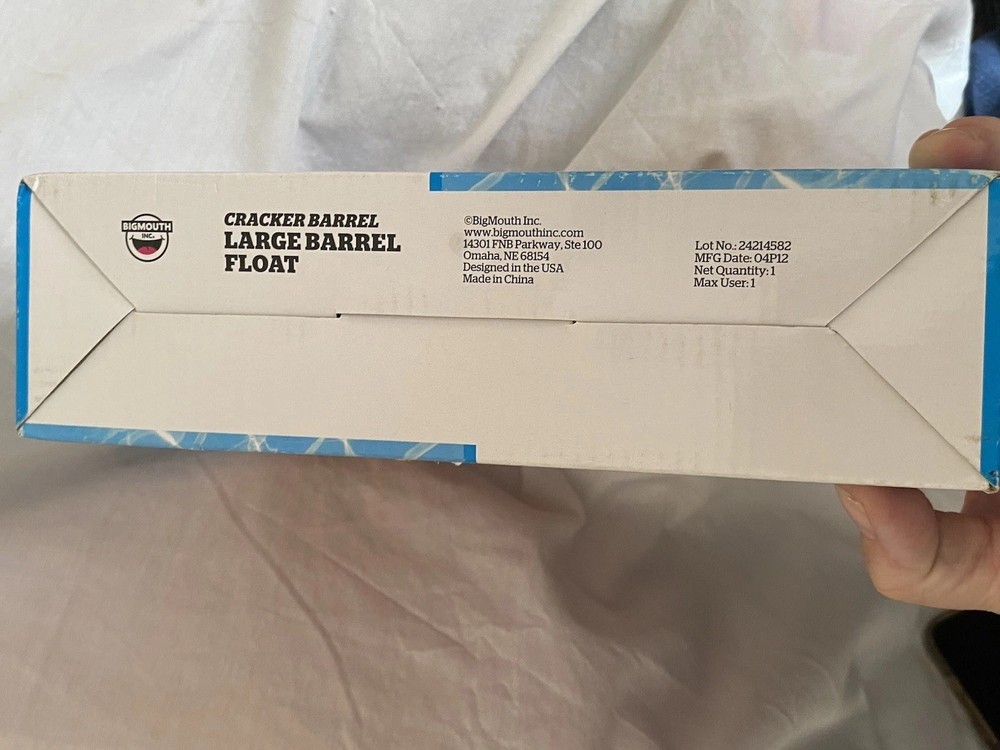 BIGMOUTH
INC.
CRACKER BARREL
LARGE BARREL
FLOAT
©BigMouth Inc.
www.bigmouthinc.com
14301 FNB Parkway, Ste 100
Omaha, NE 68154
Designed in the USA
Made in China
Lot No.: 24214582
MFG Date: 04P12
Net Quantity: 1
Max User: 1